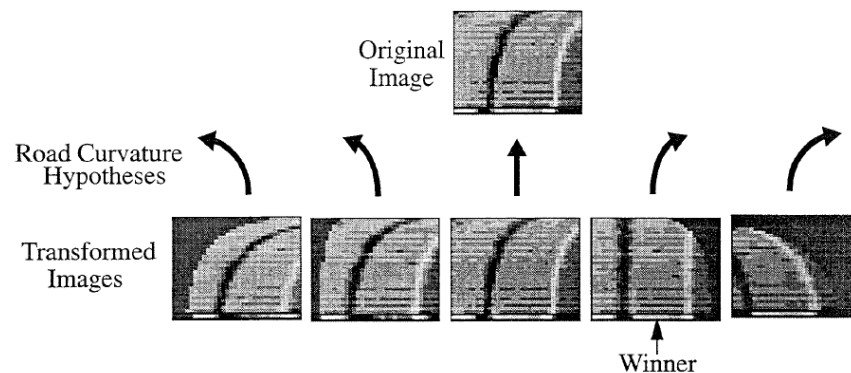 Original
Image
Road Curvature
Hypotheses
Transformed
Images
Winner